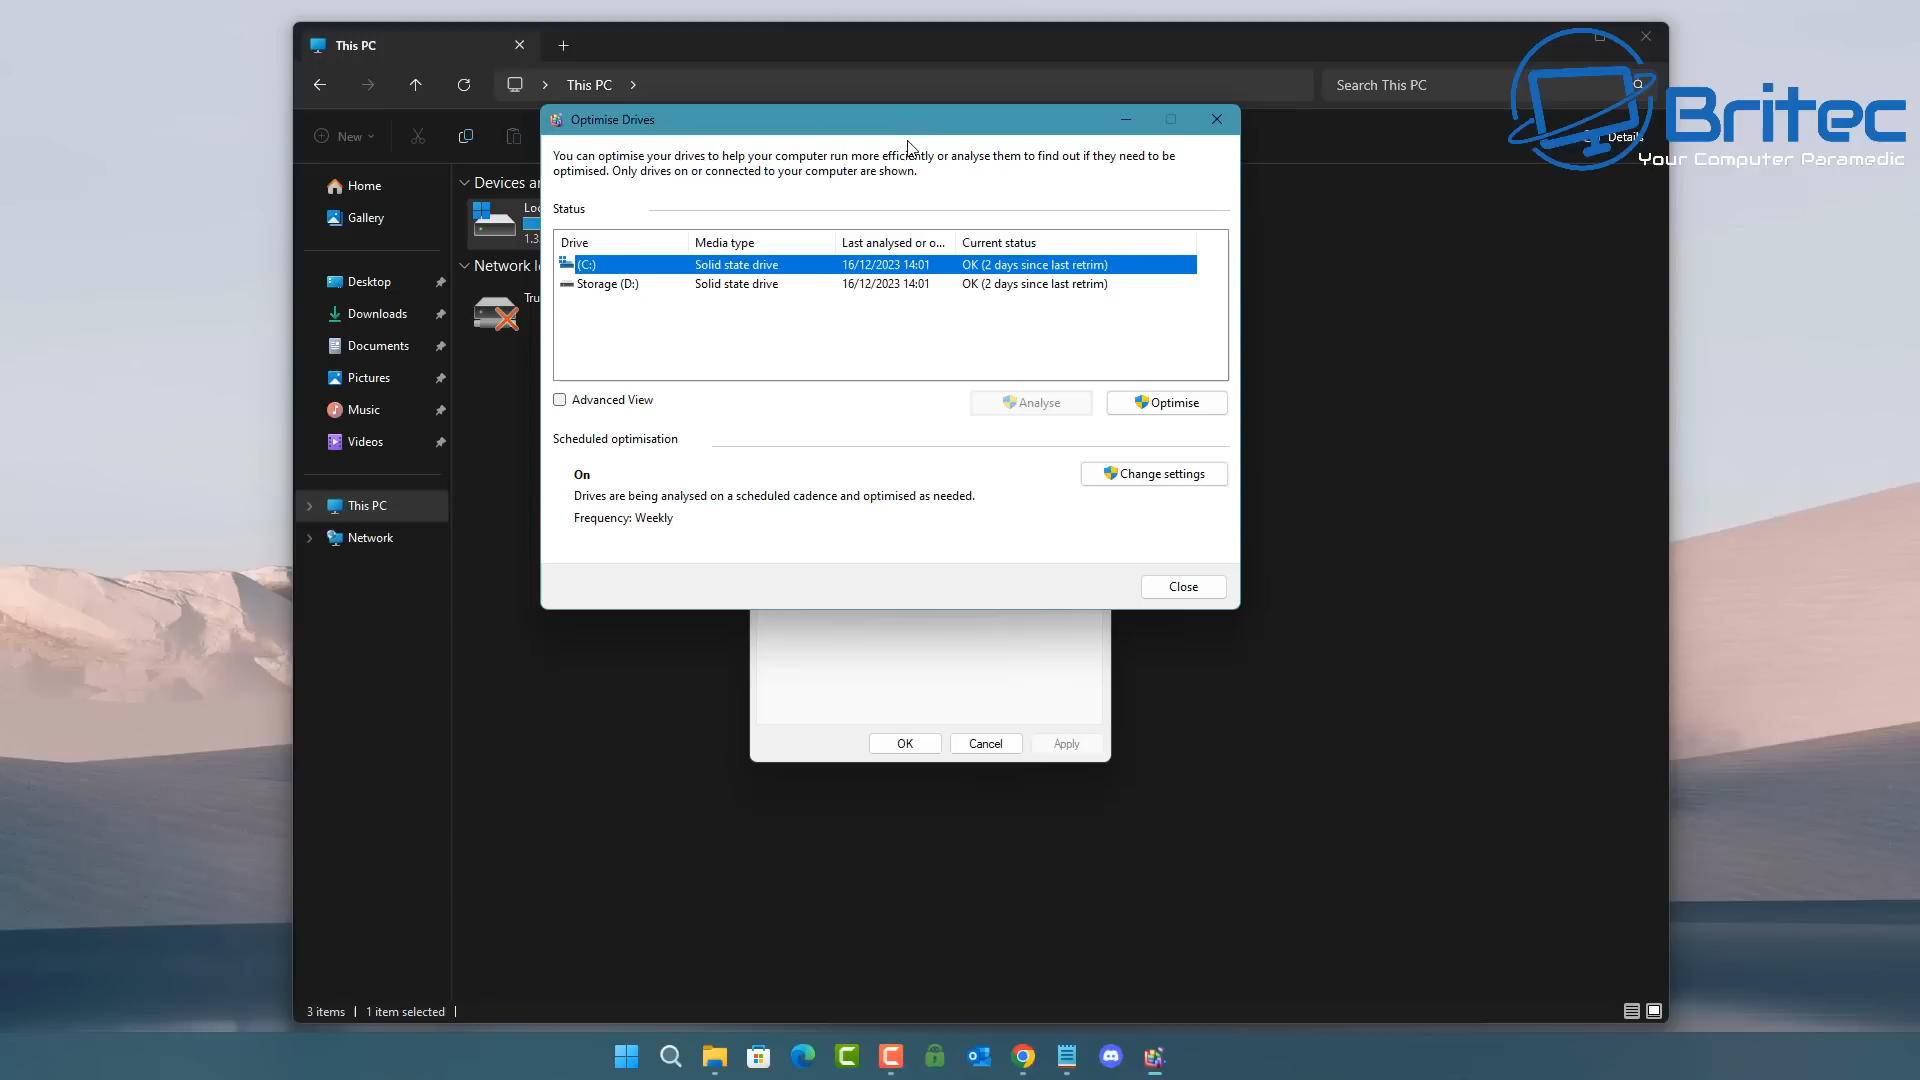 This PC
This PC
Search This PC
Britec
Your Computer Paramedic
New
Details
Optimise Drives
You can optimise your drives to help your computer run more efficiently or analyse them to find out if they need to be
optimised. Only drives on or connected to your computer are shown.
Home
Gallery
Desktop
Downloads
Documents
Pictures
Music
Videos
This PC
Network
Devices an
Loc
1.3
Network lo
Tru
Status
Drive Media type Last analysed or o... Current status
(C:) Solid state drive 16/12/2023 14:01 OK (2 days since last retrim)
Storage (D:) Solid state drive 16/12/2023 14:01 OK (2 days since last retrim)
Advanced View
Analyse
Optimise
Scheduled optimisation
On
Change settings
Drives are being analysed on a scheduled cadence and optimised as needed.
Frequency: Weekly
Close
OK
Cancel
Apply
3 items
1 item selected